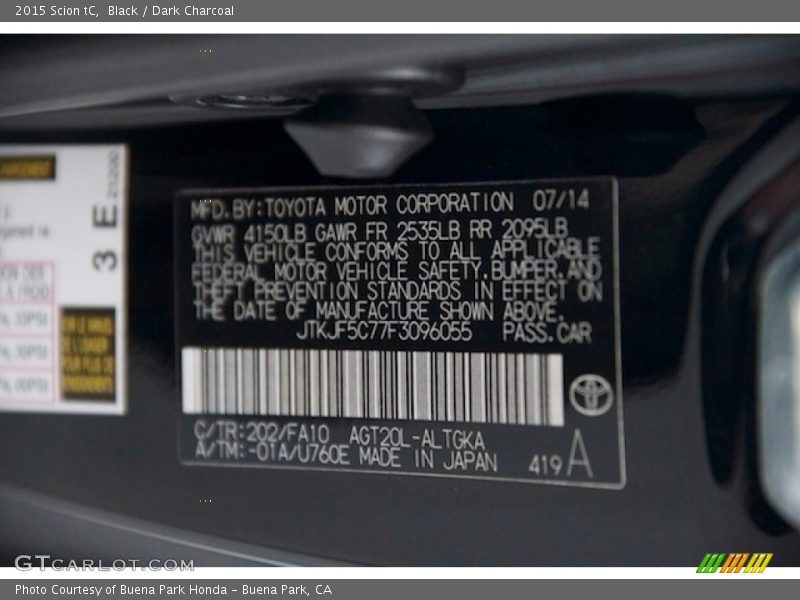 2015 Scion tC, Black / Dark Charcoal
3 E
MFD.BY:TOYOTA MOTOR CORPORATION 07/14
GVWR 4150LB GAWR FR 2535LB RR 2095LB
THIS VEHICLE CONFORMS TO ALL APPLICABLE
FEDERAL MOTOR VEHICLE SAFETY,BUMPER,AND
THEFT PREVENTION STANDARDS IN EFFECT ON
THE DATE OF MANUFACTURE SHOWN ABOVE.
JTKJF5C77F3096055 PASS.CAR
C/TR:202/FA10 AGT20L-ALTGKA
A/TM:-01A/U760E MADE IN JAPAN 419 A
GTcarlot.com
Photo Courtesy of Buena Park Honda - Buena Park, CA